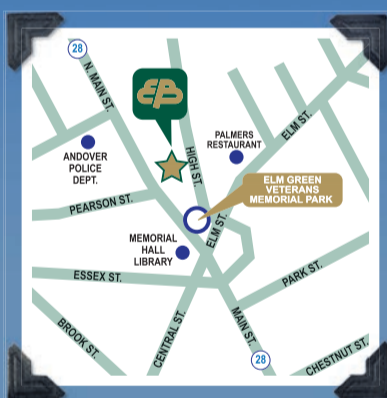 28
N. MAIN ST.
EB
HIGH ST.
PALMERS
RESTAURANT
ELM ST.
ANDOVER
POLICE
DEPT.
ELM GREEN
VETERANS
MEMORIAL PARK
PEARSON ST.
ELM ST.
MEMORIAL
HALL
LIBRARY
ESSEX ST.
PARK ST.
BROOK ST.
CENTRAL ST.
MAIN ST.
28
CHESTNUT ST.